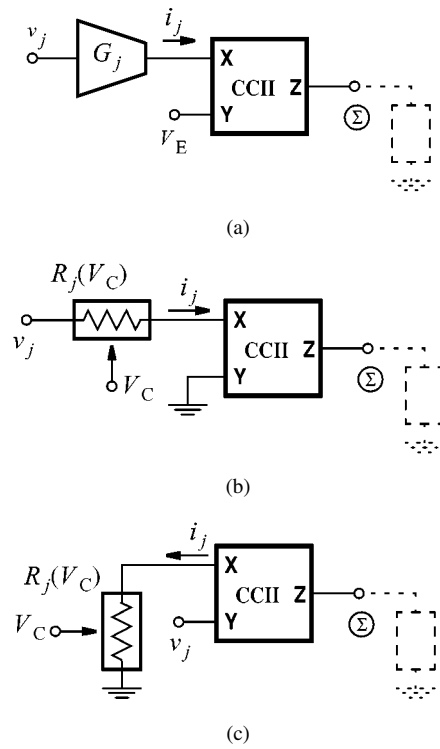 v_j G_j i_j X CCII Z Y V_E Σ
(a)
R_j(V_C) i_j v_j V_C X CCII Z Y Σ
(b)
R_j(V_C) i_j V_C v_j X CCII Z Y Σ
(c)